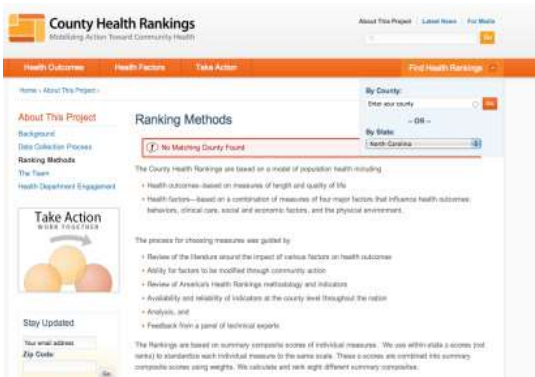 County Health Rankings
Mobilizing Action Toward Community Health
About This Project | Latest News | For Media
Go
Health Outcomes
Health Factors
Take Action
Find Health Rankings
Home › About This Project ›
By County:
Enter your county
Go
– OR –
By State:
North Carolina
About This Project
Background
Data Collection Process
Ranking Methods
The Team
Health Department Engagement
Take Action
WORK TOGETHER
Stay Updated
Your email address
Zip Code:
Go
Ranking Methods
No Matching County Found
The County Health Rankings are based on a model of population health including
• Health outcomes—based on measures of length and quality of life
• Health factors—based on a combination of measures of four major factors that influence health outcomes:
behaviors, clinical care, social and economic factors, and the physical environment.
The process for choosing measures was guided by
• Review of the literature around the impact of various factors on health outcomes
• Ability for factors to be modified through community action
• Review of America's Health Rankings methodology and indicators
• Availability and reliability of indicators at the county level throughout the nation
• Analysis, and
• Feedback from a panel of technical experts
The Rankings are based on summary composite scores of individual measures. We use within-state z-scores (not
ranks) to standardize each individual measure to the same scale. These z-scores are combined into summary
composite scores using weights. We calculate and rank eight different summary composites: